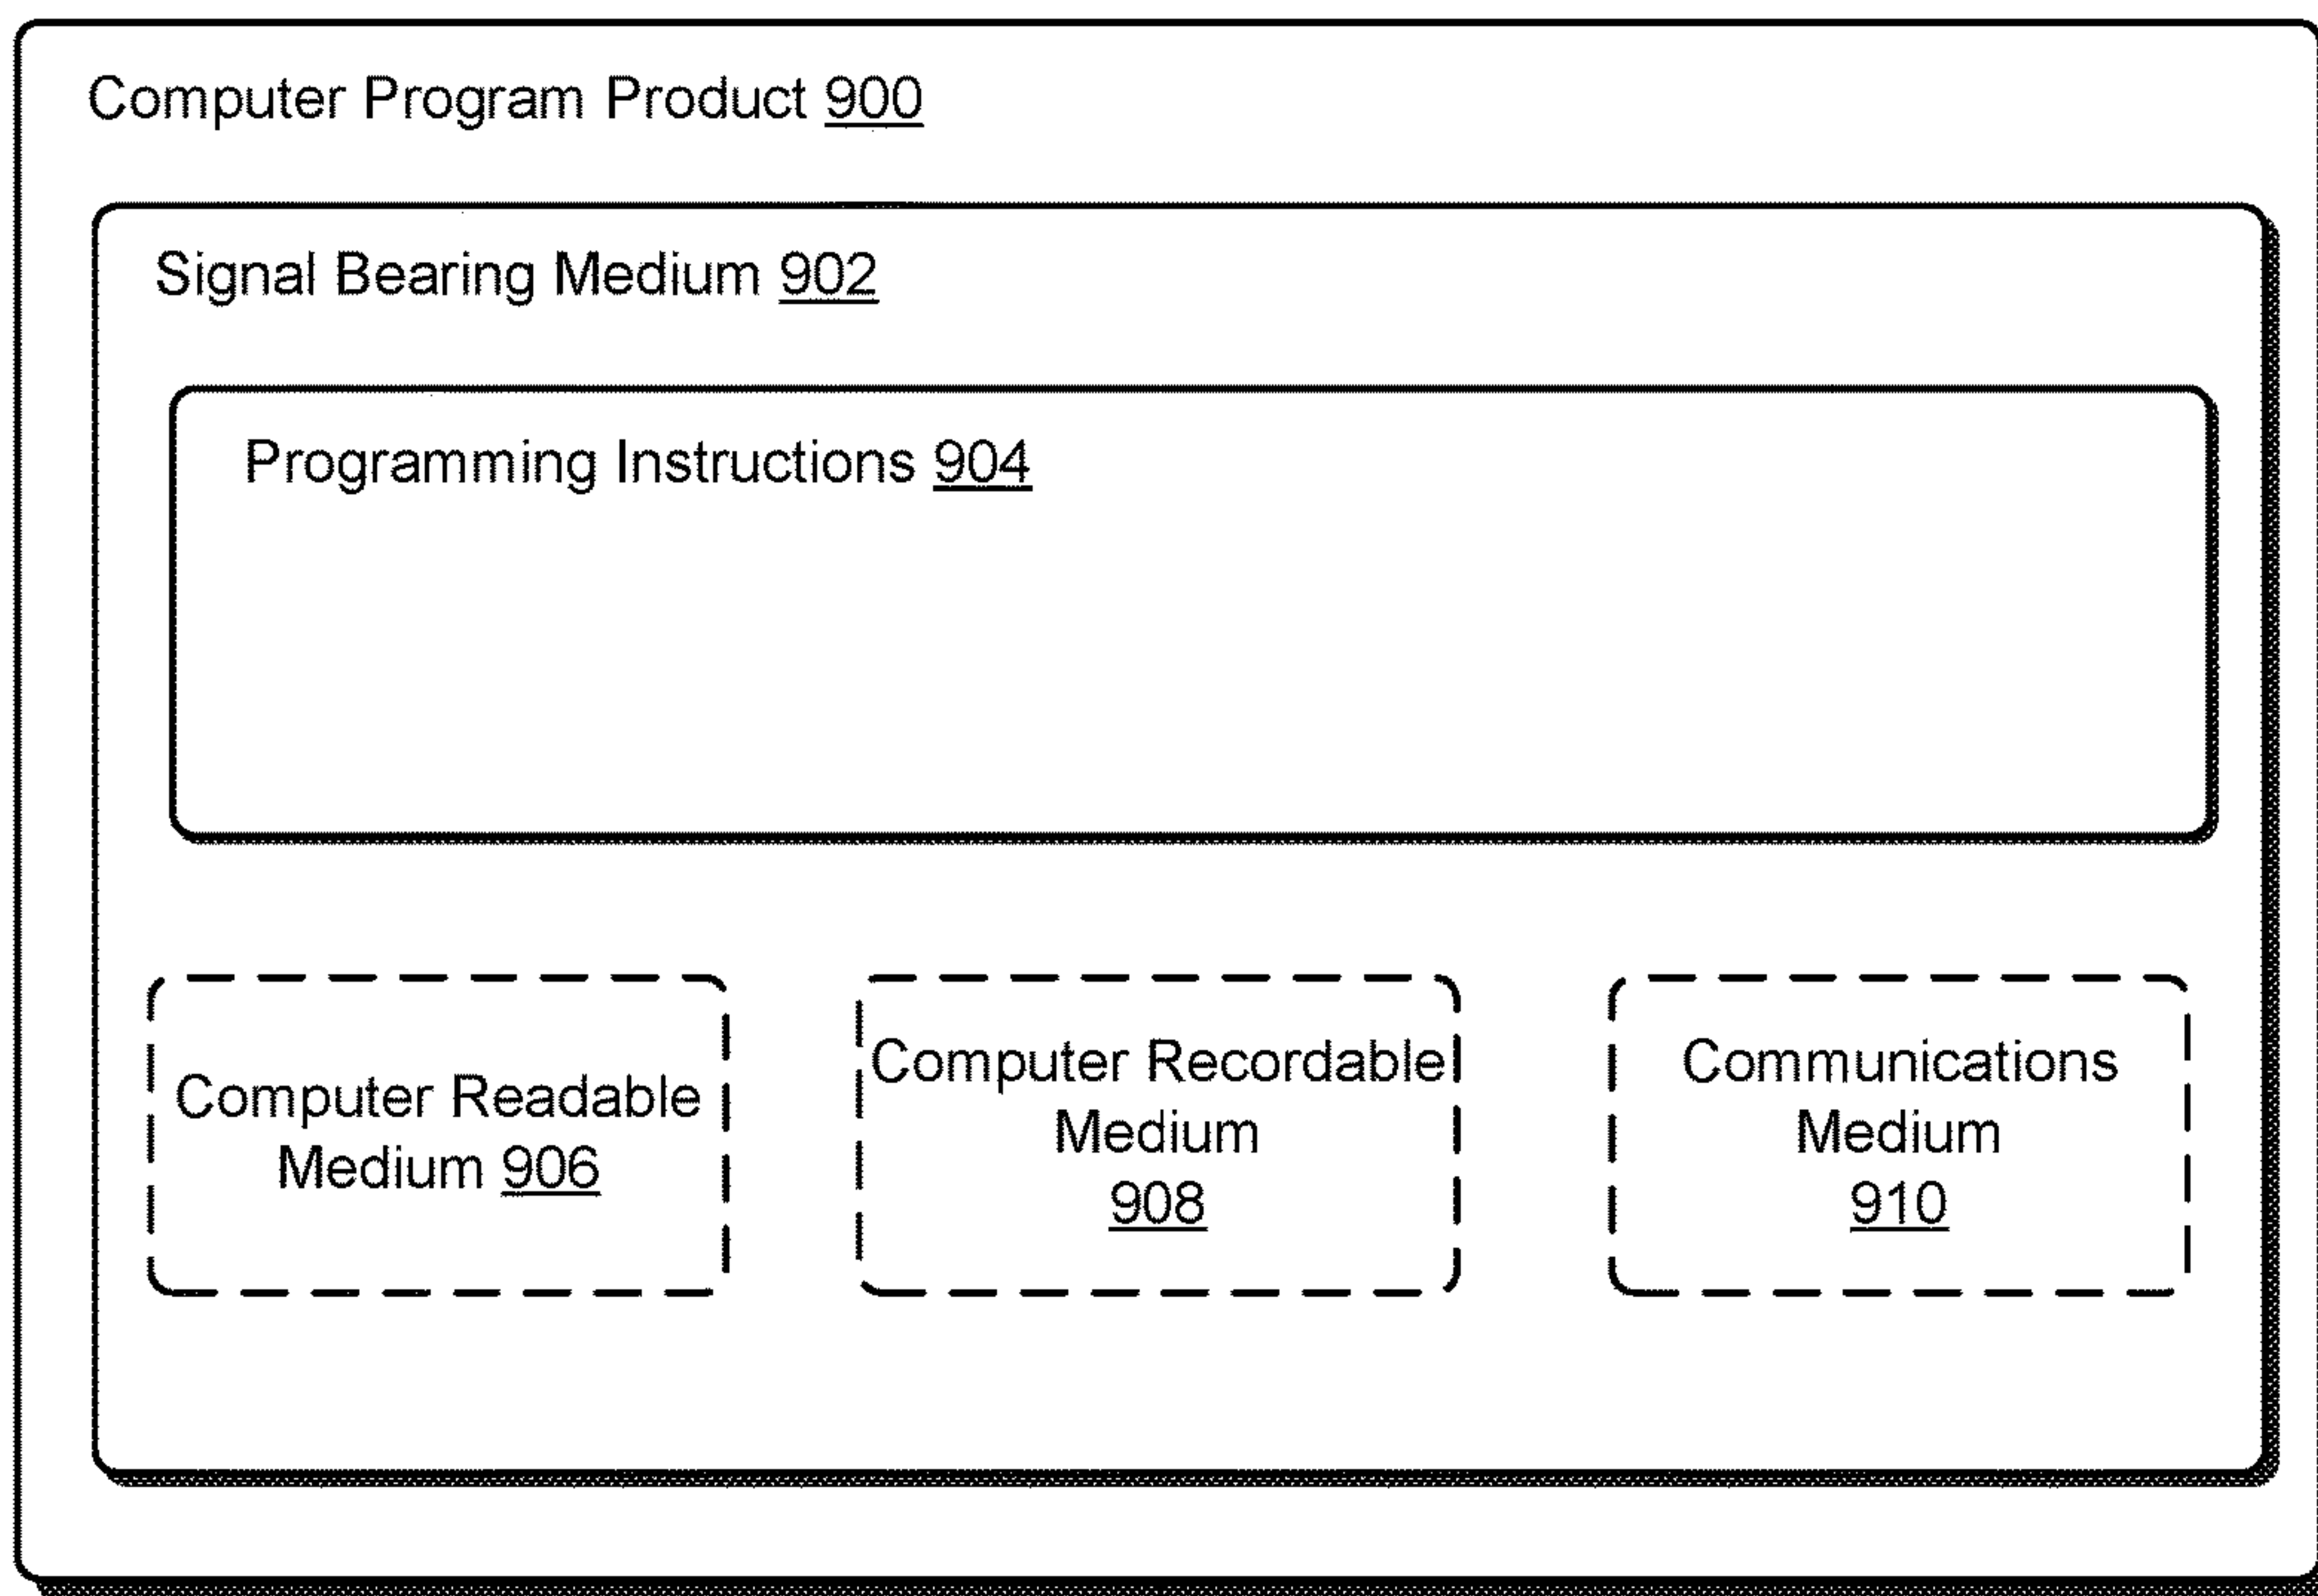 Computer Program Product 900
Signal Bearing Medium 902
Programming Instructions 904
Computer Readable
Medium 906
Computer Recordable
Medium
908
Communications
Medium
910